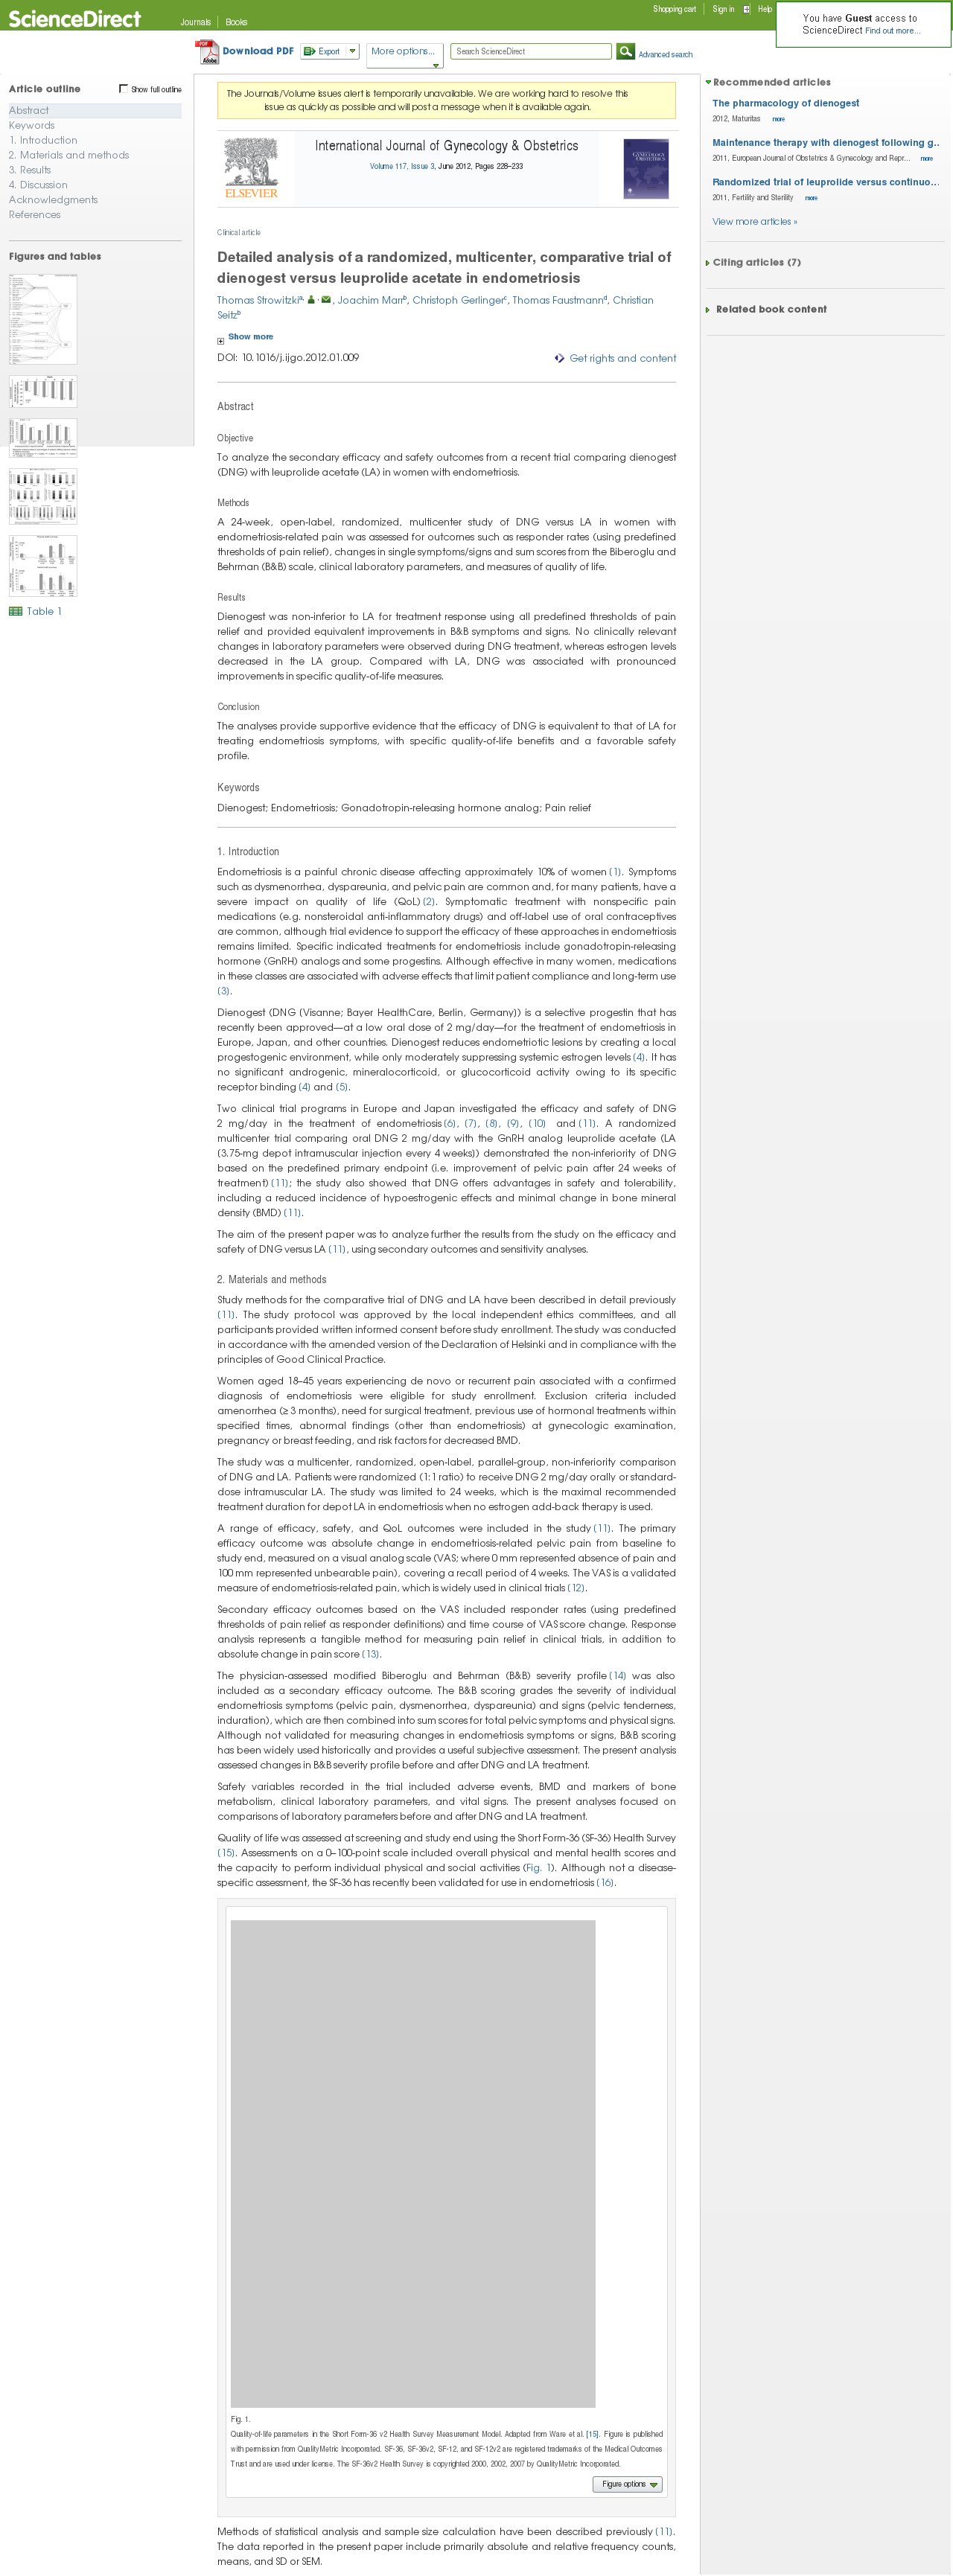 ScienceDirect
Journals
Books
Shopping cart
Sign in
Help
You have Guest access to
ScienceDirect Find out more...
Download PDF
Export
More options...
Search ScienceDirect
Advanced search
Article outline
Show full outline
Abstract
Keywords
1. Introduction
2. Materials and methods
3. Results
4. Discussion
Acknowledgments
References
Figures and tables
Table 1
The Journals/Volume issues alert is temporarily unavailable. We are working hard to resolve this
issue as quickly as possible and will post a message when it is available again.
ELSEVIER
International Journal of Gynecology & Obstetrics
Volume 117, Issue 3, June 2012, Pages 228–233
Clinical article
Detailed analysis of a randomized, multicenter, comparative trial of
dienogest versus leuprolide acetate in endometriosis
Thomas Strowitzkia, , Joachim Marrb, Christoph Gerlingerc, Thomas Faustmannd, Christian
Seitzb
Show more
DOI: 10.1016/j.ijgo.2012.01.009
Get rights and content
Abstract
Objective
To analyze the secondary efficacy and safety outcomes from a recent trial comparing dienogest
(DNG) with leuprolide acetate (LA) in women with endometriosis.
Methods
A 24-week, open-label, randomized, multicenter study of DNG versus LA in women with
endometriosis-related pain was assessed for outcomes such as responder rates (using predefined
thresholds of pain relief), changes in single symptoms/signs and sum scores from the Biberoglu and
Behrman (B&B) scale, clinical laboratory parameters, and measures of quality of life.
Results
Dienogest was non-inferior to LA for treatment response using all predefined thresholds of pain
relief and provided equivalent improvements in B&B symptoms and signs. No clinically relevant
changes in laboratory parameters were observed during DNG treatment, whereas estrogen levels
decreased in the LA group. Compared with LA, DNG was associated with pronounced
improvements in specific quality-of-life measures.
Conclusion
The analyses provide supportive evidence that the efficacy of DNG is equivalent to that of LA for
treating endometriosis symptoms, with specific quality-of-life benefits and a favorable safety
profile.
Keywords
Dienogest; Endometriosis; Gonadotropin-releasing hormone analog; Pain relief
1. Introduction
Endometriosis is a painful chronic disease affecting approximately 10% of women (1). Symptoms
such as dysmenorrhea, dyspareunia, and pelvic pain are common and, for many patients, have a
severe impact on quality of life (QoL) (2). Symptomatic treatment with nonspecific pain
medications (e.g. nonsteroidal anti-inflammatory drugs) and off-label use of oral contraceptives
are common, although trial evidence to support the efficacy of these approaches in endometriosis
remains limited. Specific indicated treatments for endometriosis include gonadotropin-releasing
hormone (GnRH) analogs and some progestins. Although effective in many women, medications
in these classes are associated with adverse effects that limit patient compliance and long-term use
(3).
Dienogest (DNG (Visanne; Bayer HealthCare, Berlin, Germany)) is a selective progestin that has
recently been approved—at a low oral dose of 2 mg/day—for the treatment of endometriosis in
Europe, Japan, and other countries. Dienogest reduces endometriotic lesions by creating a local
progestogenic environment, while only moderately suppressing systemic estrogen levels (4). It has
no significant androgenic, mineralocorticoid, or glucocorticoid activity owing to its specific
receptor binding (4) and (5).
Two clinical trial programs in Europe and Japan investigated the efficacy and safety of DNG
2 mg/day in the treatment of endometriosis (6), (7), (8), (9), (10) and (11). A randomized
multicenter trial comparing oral DNG 2 mg/day with the GnRH analog leuprolide acetate (LA
(3.75-mg depot intramuscular injection every 4 weeks)) demonstrated the non-inferiority of DNG
based on the predefined primary endpoint (i.e. improvement of pelvic pain after 24 weeks of
treatment) (11); the study also showed that DNG offers advantages in safety and tolerability,
including a reduced incidence of hypoestrogenic effects and minimal change in bone mineral
density (BMD) (11).
The aim of the present paper was to analyze further the results from the study on the efficacy and
safety of DNG versus LA (11), using secondary outcomes and sensitivity analyses.
2. Materials and methods
Study methods for the comparative trial of DNG and LA have been described in detail previously
(11). The study protocol was approved by the local independent ethics committees, and all
participants provided written informed consent before study enrollment. The study was conducted
in accordance with the amended version of the Declaration of Helsinki and in compliance with the
principles of Good Clinical Practice.
Women aged 18–45 years experiencing de novo or recurrent pain associated with a confirmed
diagnosis of endometriosis were eligible for study enrollment. Exclusion criteria included
amenorrhea (≥ 3 months), need for surgical treatment, previous use of hormonal treatments within
specified times, abnormal findings (other than endometriosis) at gynecologic examination,
pregnancy or breast feeding, and risk factors for decreased BMD.
The study was a multicenter, randomized, open-label, parallel-group, non-inferiority comparison
of DNG and LA. Patients were randomized (1:1 ratio) to receive DNG 2 mg/day orally or standard-
dose intramuscular LA. The study was limited to 24 weeks, which is the maximal recommended
treatment duration for depot LA in endometriosis when no estrogen add-back therapy is used.
A range of efficacy, safety, and QoL outcomes were included in the study (11). The primary
efficacy outcome was absolute change in endometriosis-related pelvic pain from baseline to
study end, measured on a visual analog scale (VAS; where 0 mm represented absence of pain and
100 mm represented unbearable pain), covering a recall period of 4 weeks. The VAS is a validated
measure of endometriosis-related pain, which is widely used in clinical trials (12).
Secondary efficacy outcomes based on the VAS included responder rates (using predefined
thresholds of pain relief as responder definitions) and time course of VAS score change. Response
analysis represents a tangible method for measuring pain relief in clinical trials, in addition to
absolute change in pain score (13).
The physician-assessed modified Biberoglu and Behrman (B&B) severity profile (14) was also
included as a secondary efficacy outcome. The B&B scoring grades the severity of individual
endometriosis symptoms (pelvic pain, dysmenorrhea, dyspareunia) and signs (pelvic tenderness,
induration), which are then combined into sum scores for total pelvic symptoms and physical signs.
Although not validated for measuring changes in endometriosis symptoms or signs, B&B scoring
has been widely used historically and provides a useful subjective assessment. The present analysis
assessed changes in B&B severity profile before and after DNG and LA treatment.
Safety variables recorded in the trial included adverse events, BMD and markers of bone
metabolism, clinical laboratory parameters, and vital signs. The present analyses focused on
comparisons of laboratory parameters before and after DNG and LA treatment.
Quality of life was assessed at screening and study end using the Short Form-36 (SF-36) Health Survey
(15). Assessments on a 0–100-point scale included overall physical and mental health scores and
the capacity to perform individual physical and social activities (Fig. 1). Although not a disease-
specific assessment, the SF-36 has recently been validated for use in endometriosis (16).
Fig. 1.
Quality-of-life parameters in the Short Form-36 v2 Health Survey Measurement Model. Adapted from Ware et al. [15]. Figure is published
with permission from QualityMetric Incorporated. SF-36, SF-36v2, SF-12, and SF-12v2 are registered trademarks of the Medical Outcomes
Trust and are used under license. The SF-36v2 Health Survey is copyrighted 2000, 2002, 2007 by QualityMetric Incorporated.
Figure options
Methods of statistical analysis and sample size calculation have been described previously (11).
The data reported in the present paper include primarily absolute and relative frequency counts,
means, and SD or SEM.
Recommended articles
The pharmacology of dienogest
2012, Maturitas more
Maintenance therapy with dienogest following g...
2011, European Journal of Obstetrics & Gynecology and Repr... more
Randomized trial of leuprolide versus continuo...
2011, Fertility and Sterility more
View more articles »
Citing articles (7)
Related book content